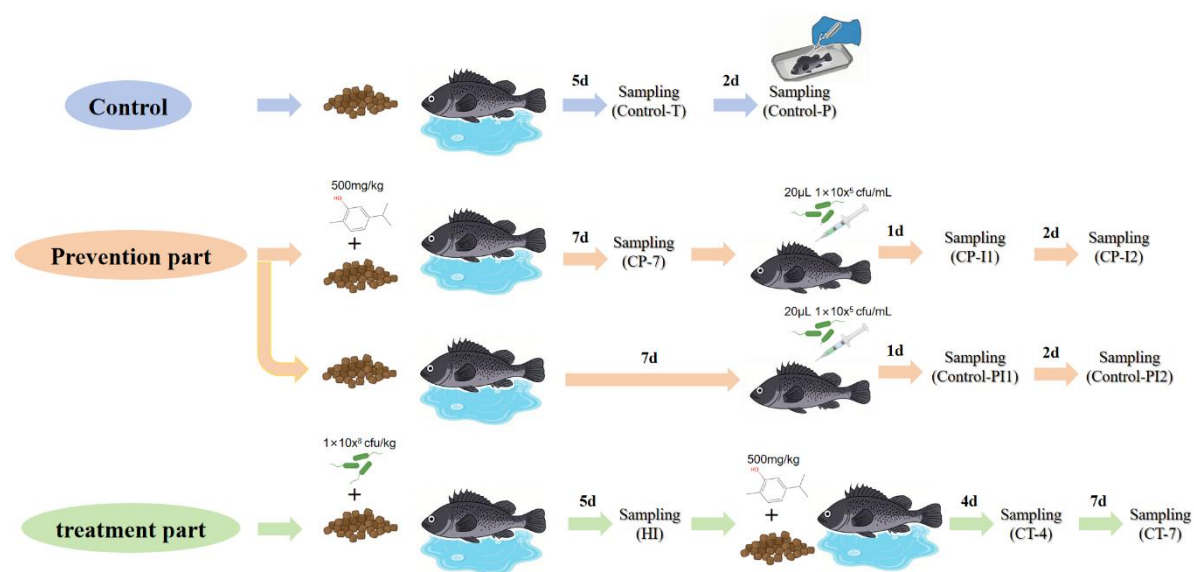 Control
5d
Sampling
(Control-T)
2d
Sampling
(Control-P)
500mg/kg
HO
+
Prevention part
7d
Sampling
(CP-7)
20μL 1×10x⁵ cfu/mL
1d
Sampling
(CP-I1)
2d
Sampling
(CP-I2)
7d
20μL 1×10x⁵ cfu/mL
1d
Sampling
(Control-PI1)
2d
Sampling
(Control-PI2)
1×10x⁸ cfu/kg
+
treatment part
5d
Sampling
(HI)
500mg/kg
HO
+
4d
Sampling
(CT-4)
7d
Sampling
(CT-7)